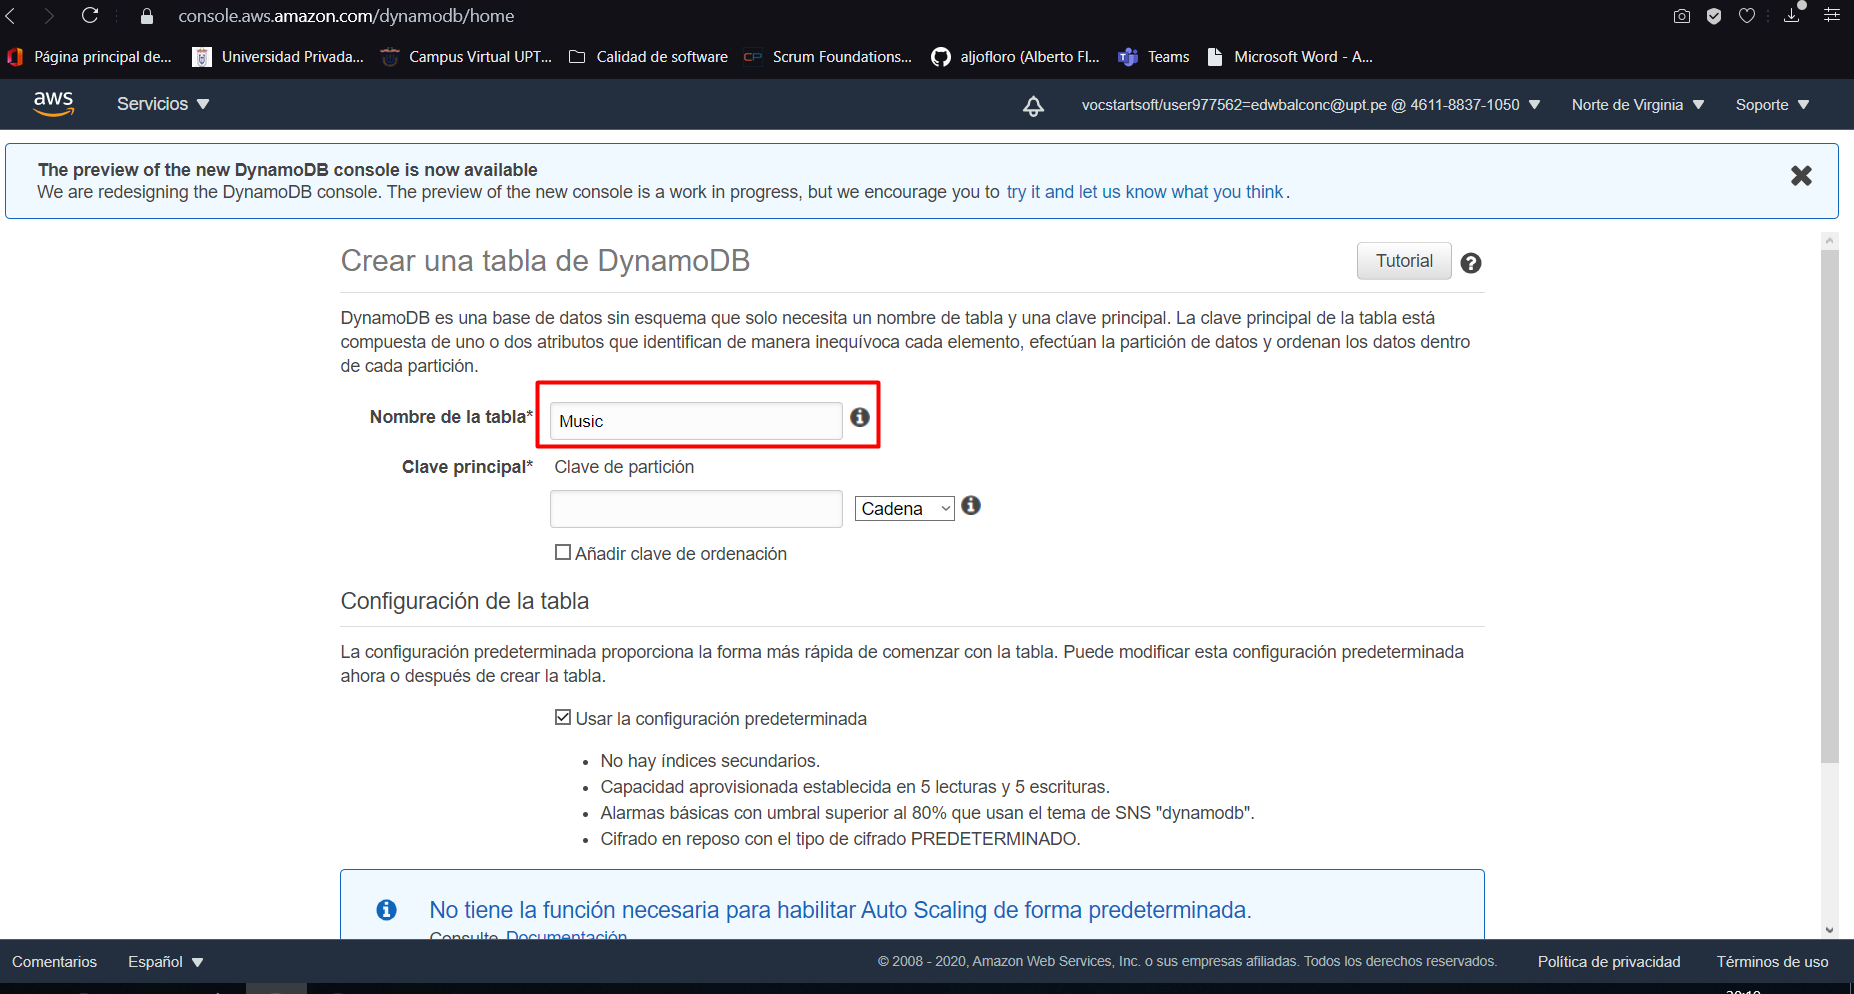 console.aws.amazon.com/dynamodb/home
Página principal de...
Universidad Privada...
Campus Virtual UPT...
Calidad de software
Scrum Foundations...
aljofloro (Alberto Fl...
Teams
Microsoft Word - A...
aws
Servicios
vocstartsoft/user977562=edwbalconc@upt.pe @ 4611-8837-1050
Norte de Virginia
Soporte
The preview of the new DynamoDB console is now available
We are redesigning the DynamoDB console. The preview of the new console is a work in progress, but we encourage you to try it and let us know what you think.
Crear una tabla de DynamoDB
Tutorial
DynamoDB es una base de datos sin esquema que solo necesita un nombre de tabla y una clave principal. La clave principal de la tabla está
compuesta de uno o dos atributos que identifican de manera inequívoca cada elemento, efectúan la partición de datos y ordenan los datos dentro
de cada partición.
Nombre de la tabla*
Music
Clave principal*
Clave de partición
Cadena
Añadir clave de ordenación
Configuración de la tabla
La configuración predeterminada proporciona la forma más rápida de comenzar con la tabla. Puede modificar esta configuración predeterminada
ahora o después de crear la tabla.
Usar la configuración predeterminada
No hay índices secundarios.
Capacidad aprovisionada establecida en 5 lecturas y 5 escrituras.
Alarmas básicas con umbral superior al 80% que usan el tema de SNS "dynamodb".
Cifrado en reposo con el tipo de cifrado PREDETERMINADO.
No tiene la función necesaria para habilitar Auto Scaling de forma predeterminada.
Consulte Documentación
Comentarios
Español
© 2008 - 2020, Amazon Web Services, Inc. o sus empresas afiliadas. Todos los derechos reservados.
Política de privacidad
Términos de uso